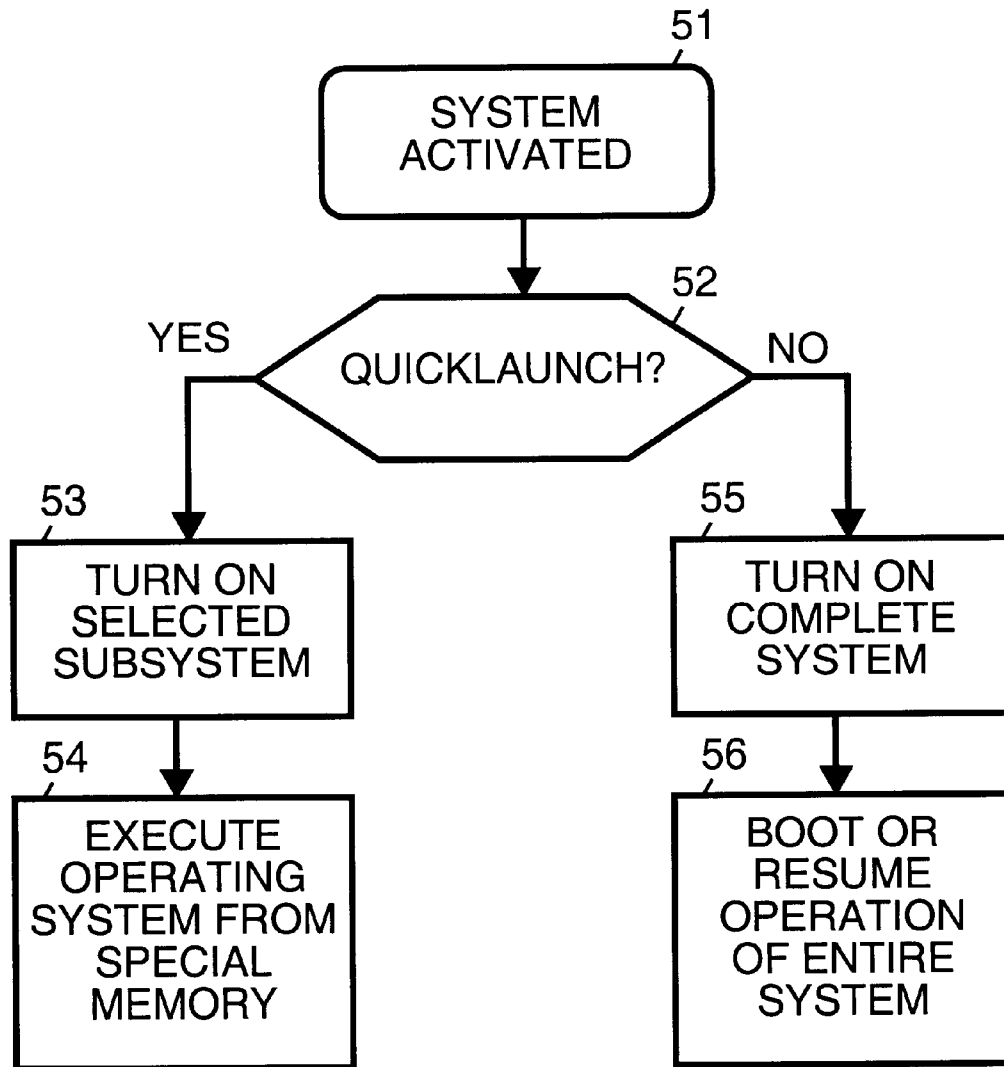 51
SYSTEM
ACTIVATED
52
QUICKLAUNCH?
YES
NO
53
TURN ON
SELECTED
SUBSYSTEM
54
EXECUTE
OPERATING
SYSTEM FROM
SPECIAL
MEMORY
55
TURN ON
COMPLETE
SYSTEM
56
BOOT OR
RESUME
OPERATION
OF ENTIRE
SYSTEM